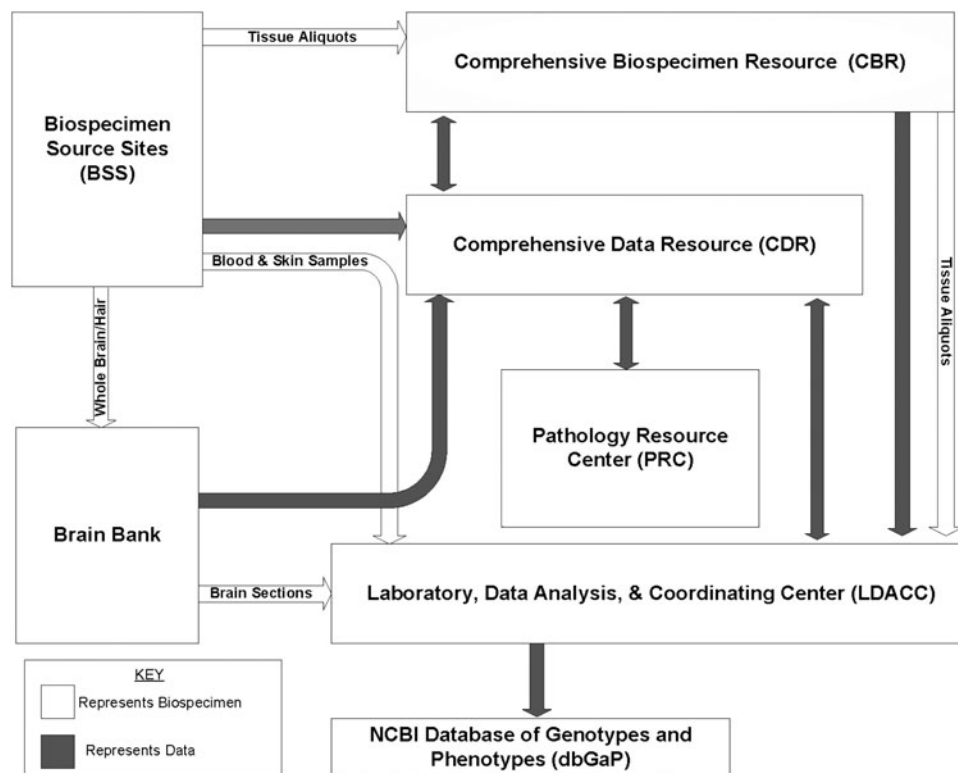 Tissue Aliquots
Comprehensive Biospecimen Resource (CBR)
Biospecimen
Source Sites
(BSS)
Comprehensive Data Resource (CDR)
Blood & Skin Samples
Tissue Aliquots
Whole Brain/Hair
Pathology Resource
Center (PRC)
Brain Bank
Brain Sections
Laboratory, Data Analysis, & Coordinating Center (LDACC)
KEY
Represents Biospecimen
Represents Data
NCBI Database of Genotypes and
Phenotypes (dbGaP)